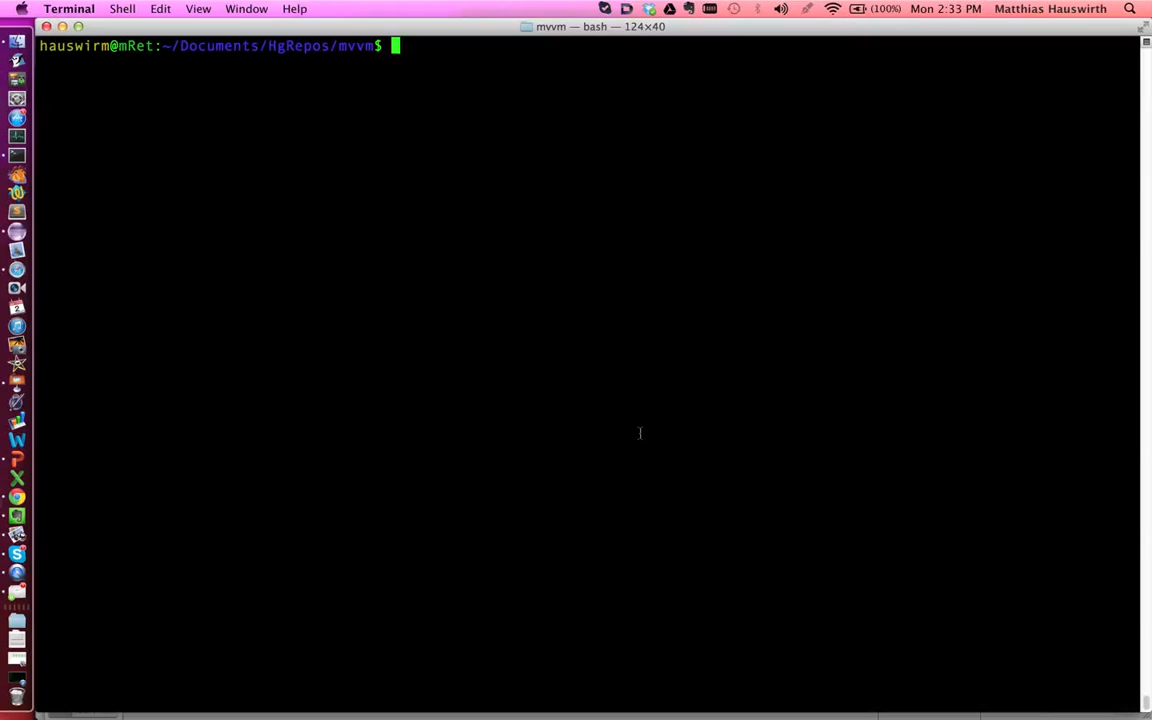 Terminal Shell Edit View Window Help (100%) Mon 2:33 PM Matthias Hauswirth
mvvm — bash — 124×40
hauswirm@mRet:~/Documents/HgRepos/mvvm$